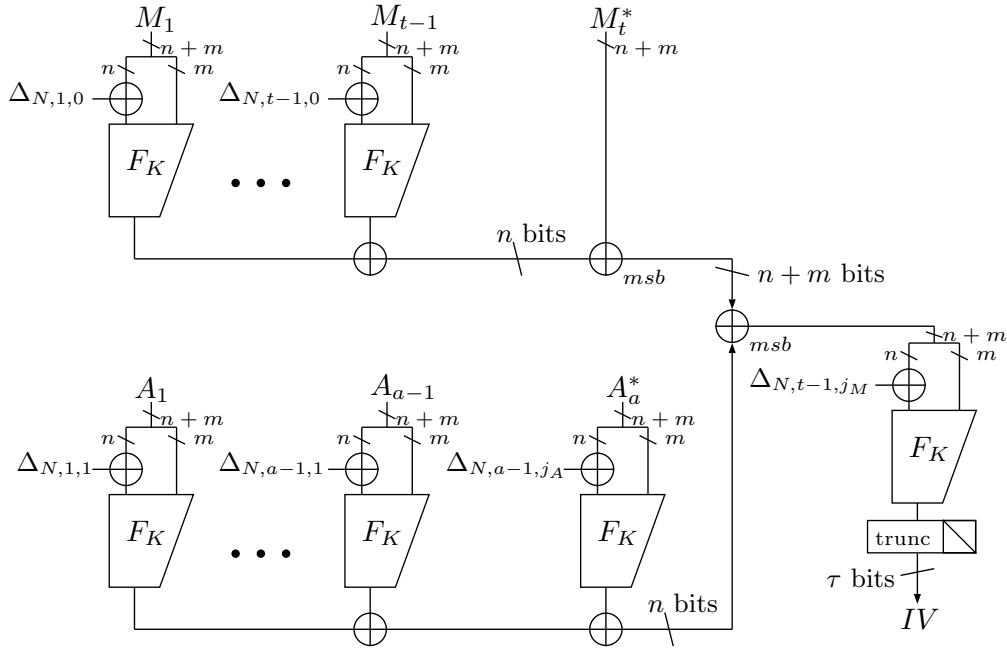 M_1 M_{t-1} M_t^*
n + m n + m n + m
n m n m
Δ_{N,1,0} Δ_{N,t-1,0}
F_K F_K
• • •
n bits
msb
n + m bits
msb
n + m
n m
Δ_{N,t-1,j_M}
F_K
trunc
τ bits
IV
A_1 A_{a-1} A_a^*
n + m n + m n + m
n m n m n m
Δ_{N,1,1} Δ_{N,a-1,1} Δ_{N,a-1,j_A}
F_K F_K F_K
• • •
n bits